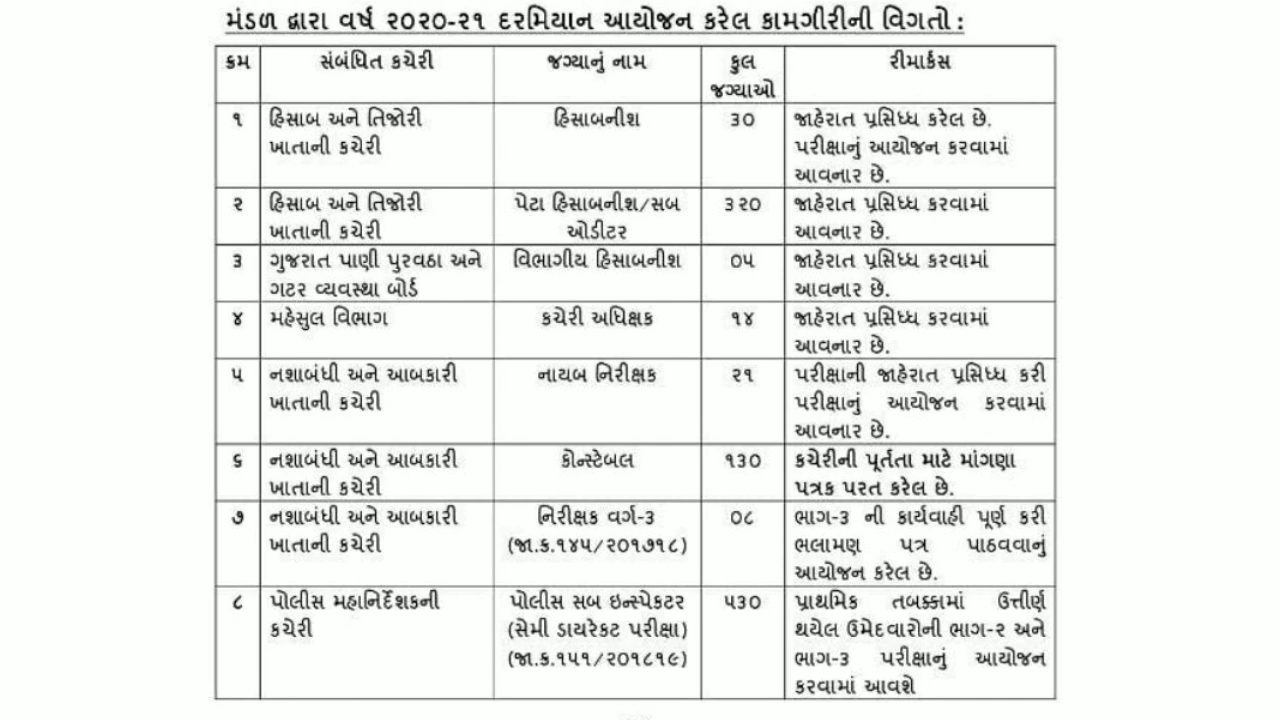 મંડળ દ્વારા વર્ષ ૨૦૨૦-૨૧ દરમિયાન આયોજન કરેલ કામગીરીની વિગતો :
ક્રમ સંબંધિત કચેરી જગ્યાનું નામ કુલ રીમાર્કસ
જગ્યાઓ
૧ હિસાબ અને તિજોરી હિસાબનીશ ૩૦ જાહેરાત પ્રસિધ્ધ કરેલ છે.
ખાતાની કચેરી પરીક્ષાનું આયોજન કરવામાં
આવનાર છે.
૨ હિસાબ અને તિજોરી પેટા હિસાબનીશ/સબ ૩૨૦ જાહેરાત પ્રસિધ્ધ કરવામાં
ખાતાની કચેરી ઓડીટર આવનાર છે.
૩ ગુજરાત પાણી પુરવઠા અને વિભાગીય હિસાબનીશ ૦૫ જાહેરાત પ્રસિધ્ધ કરવામાં
ગટર વ્યવસ્થા બોર્ડ આવનાર છે.
૪ મહેસુલ વિભાગ કચેરી અધિક્ષક ૧૪ જાહેરાત પ્રસિધ્ધ કરવામાં
આવનાર છે.
૫ નશાબંધી અને આબકારી નાયબ નિરીક્ષક ૨૧ પરીક્ષાની જાહેરાત પ્રસિધ્ધ કરી
ખાતાની કચેરી પરીક્ષાનું આયોજન કરવામાં
આવનાર છે.
૬ નશાબંધી અને આબકારી કોન્સ્ટેબલ ૧૩૦ કચેરીની પૂર્તતા માટે માંગણા
ખાતાની કચેરી પત્રક પરત કરેલ છે.
૭ નશાબંધી અને આબકારી નિરીક્ષક વર્ગ-૩ ૦૮ ભાગ-૩ ની કાર્યવાહી પૂર્ણ કરી
ખાતાની કચેરી (જા.ક.૧૪૫/૨૦૧૭૧૮) ભલામણ પત્ર પાઠવવાનું
આયોજન કરેલ છે.
૮ પોલીસ મહાનિર્દેશકની પોલીસ સબ ઇન્સ્પેકટર ૫૩૦ પ્રાથમિક તબક્કામાં ઉત્તીર્ણ
કચેરી (સેમી ડાયરેકટ પરીક્ષા) થયેલ ઉમેદવારોની ભાગ-૨ અને
(જા.ક.૧૫૧/૨૦૧૮૧૯) ભાગ-૩ પરીક્ષાનું આયોજન
કરવામાં આવશે